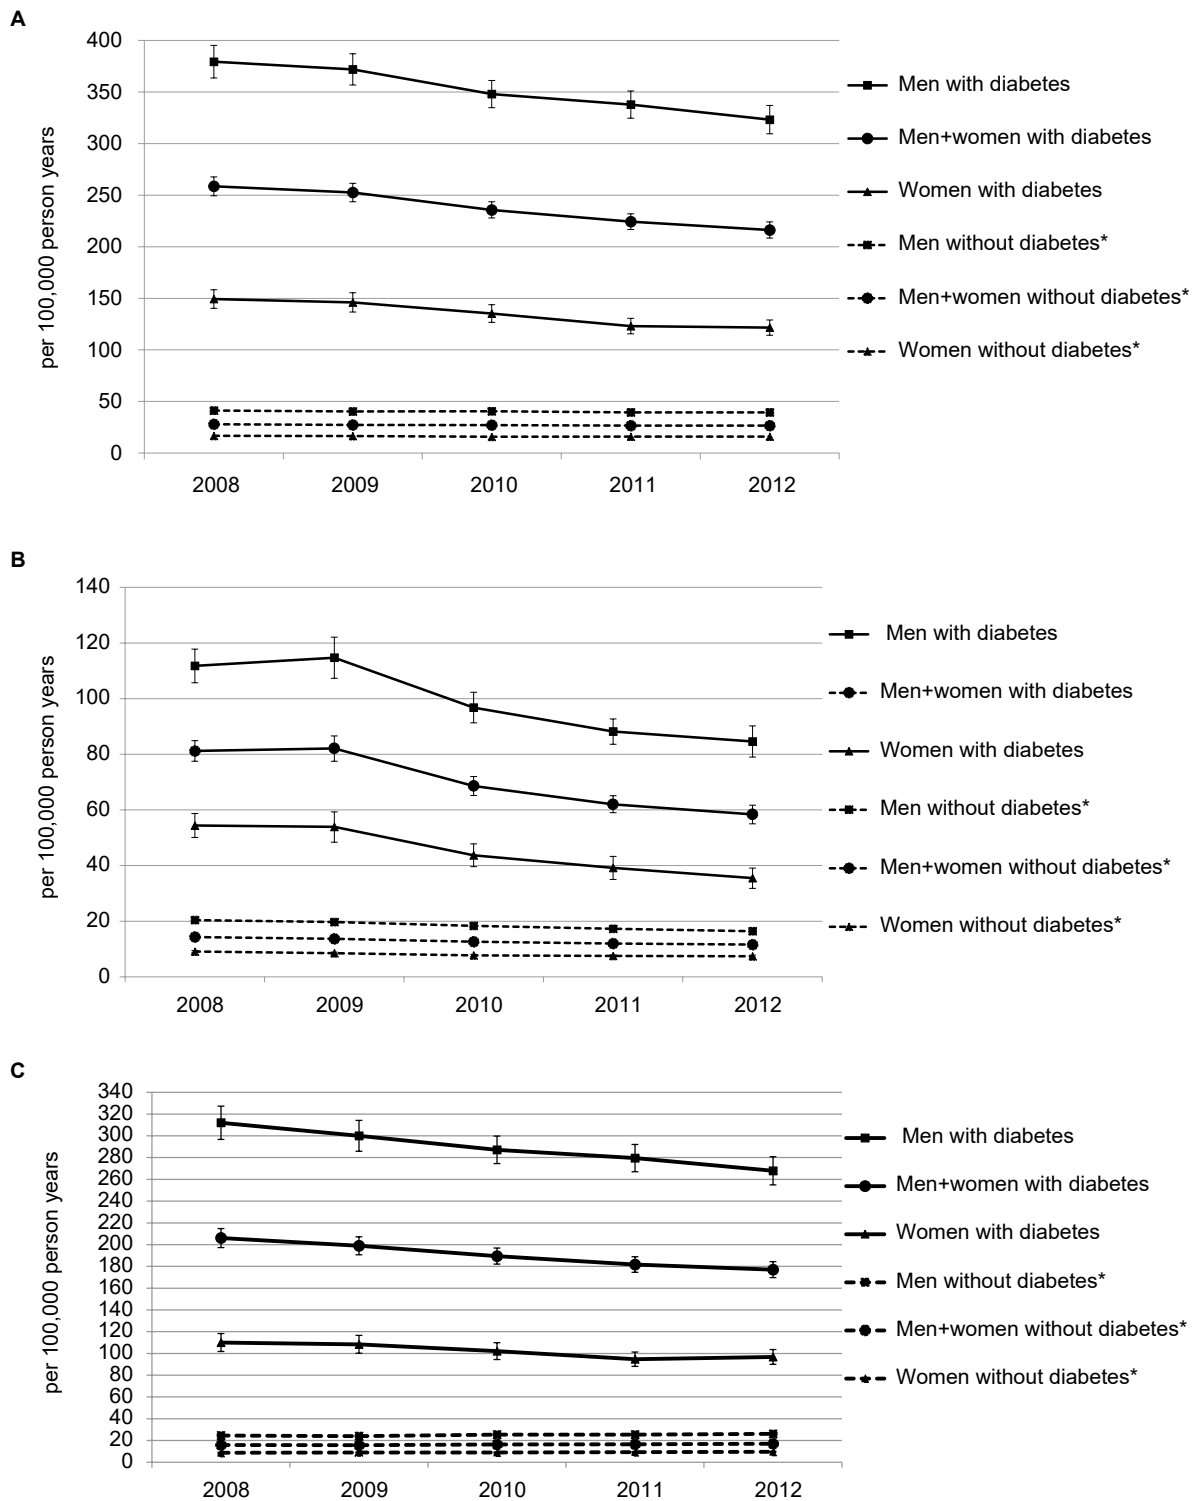 A
400
350
300
250
200
150
100
50
0
per 100,000 person years
2008 2009 2010 2011 2012
Men with diabetes
Men+women with diabetes
Women with diabetes
Men without diabetes*
Men+women without diabetes*
Women without diabetes*
B
140
120
100
80
60
40
20
0
per 100,000 person years
2008 2009 2010 2011 2012
Men with diabetes
Men+women with diabetes
Women with diabetes
Men without diabetes*
Men+women without diabetes*
Women without diabetes*
C
340
320
300
280
260
240
220
200
180
160
140
120
100
80
60
40
20
0
per 100,000 person years
2008 2009 2010 2011 2012
Men with diabetes
Men+women with diabetes
Women with diabetes
Men without diabetes*
Men+women without diabetes*
Women without diabetes*